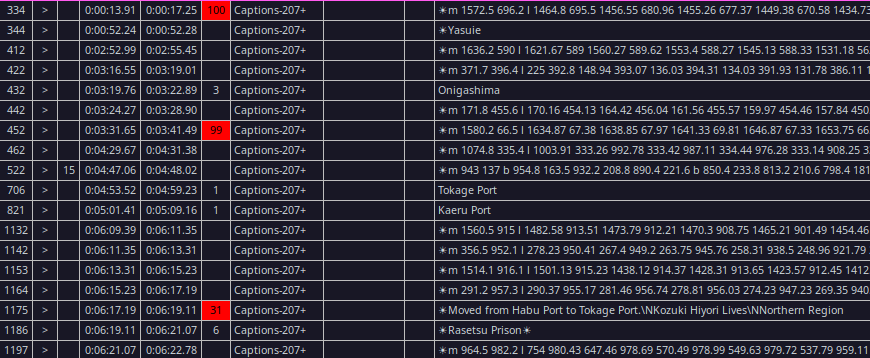 334 > 0:00:13.91 0:00:17.25 100 Captions-207+ ☀m 1572.5 696.2 l 1464.8 695.5 1456.55 680.96 1455.26 677.37 1449.38 670.58 1434.73
344 > 0:00:52.24 0:00:52.28 Captions-207+ ☀Yasuie
412 > 0:02:52.99 0:02:55.45 Captions-207+ ☀m 1636.2 590 l 1621.67 589 1560.27 589.62 1553.4 588.27 1545.13 588.33 1531.18 56
422 > 0:03:16.55 0:03:19.01 Captions-207+ ☀m 371.7 396.4 l 225 392.8 148.94 393.07 136.03 394.31 134.03 391.93 131.78 386.11 1
432 > 0:03:19.76 0:03:22.89 3 Captions-207+ Onigashima
442 > 0:03:24.27 0:03:28.90 Captions-207+ ☀m 171.8 455.6 l 170.16 454.13 164.42 456.04 161.56 455.57 159.97 454.46 157.84 450
452 > 0:03:31.65 0:03:41.49 99 Captions-207+ ☀m 1580.2 66.5 l 1634.87 67.38 1638.85 67.97 1641.33 69.81 1646.87 67.33 1653.75 66
462 > 0:04:29.67 0:04:31.38 Captions-207+ ☀m 1074.8 335.4 l 1003.91 333.26 992.78 333.42 987.11 334.44 976.28 333.14 908.25 3
522 > 15 0:04:47.06 0:04:48.02 Captions-207+ ☀m 943 137 b 954.8 163.5 932.2 208.8 890.4 221.6 b 850.4 233.8 813.2 210.6 798.4 181
706 > 0:04:53.52 0:04:59.23 1 Captions-207+ Tokage Port
821 > 0:05:01.41 0:05:09.16 1 Captions-207+ Kaeru Port
1132 > 0:06:09.39 0:06:11.35 Captions-207+ ☀m 1560.5 915 l 1482.58 913.51 1473.79 912.21 1470.3 908.75 1465.21 901.49 1454.46
1142 > 0:06:11.35 0:06:13.31 Captions-207+ ☀m 356.5 952.1 l 278.23 950.41 267.4 949.2 263.75 945.76 258.31 938.5 248.96 921.79
1153 > 0:06:13.31 0:06:15.23 Captions-207+ ☀m 1514.1 916.1 l 1501.13 915.23 1438.12 914.37 1428.31 913.65 1423.57 912.45 1412
1164 > 0:06:15.23 0:06:17.19 Captions-207+ ☀m 291.2 957.3 l 290.37 955.17 281.46 956.74 278.81 956.03 274.23 947.23 269.35 940
1175 > 0:06:17.19 0:06:19.11 31 Captions-207+ ☀Moved from Habu Port to Tokage Port.\NKozuki Hiyori Lives\NNorthern Region
1186 > 0:06:19.11 0:06:21.07 6 Captions-207+ ☀Rasetsu Prison☀
1197 > 0:06:21.07 0:06:22.78 Captions-207+ ☀m 964.5 982.2 l 754 980.43 647.46 978.69 570.49 978.99 549.63 979.72 537.79 959.11